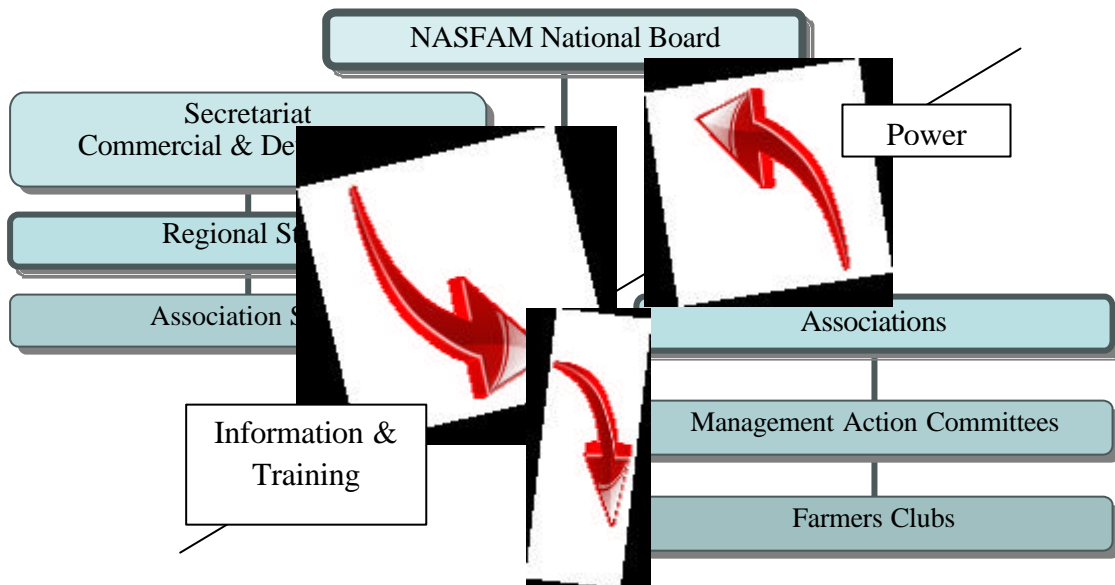 NASFAM National Board
Secretariat
Commercial & De
Power
Regional St
Association S
Associations
Information &
Training
Management Action Committees
Farmers Clubs